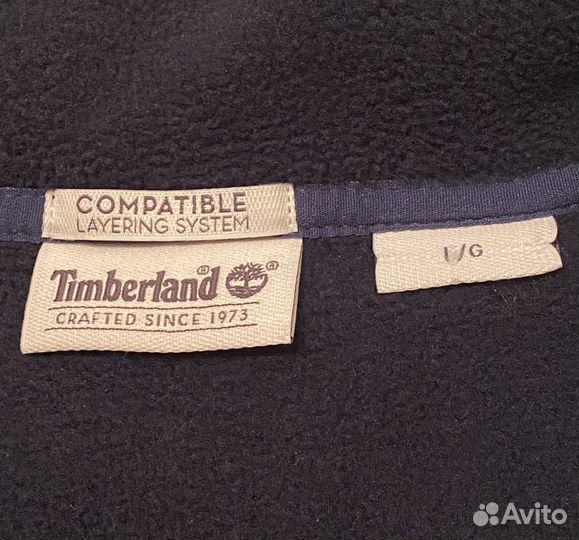 COMPATIBLE
LAYERING SYSTEM
Timberland®
CRAFTED SINCE 1973
L/G
Avito